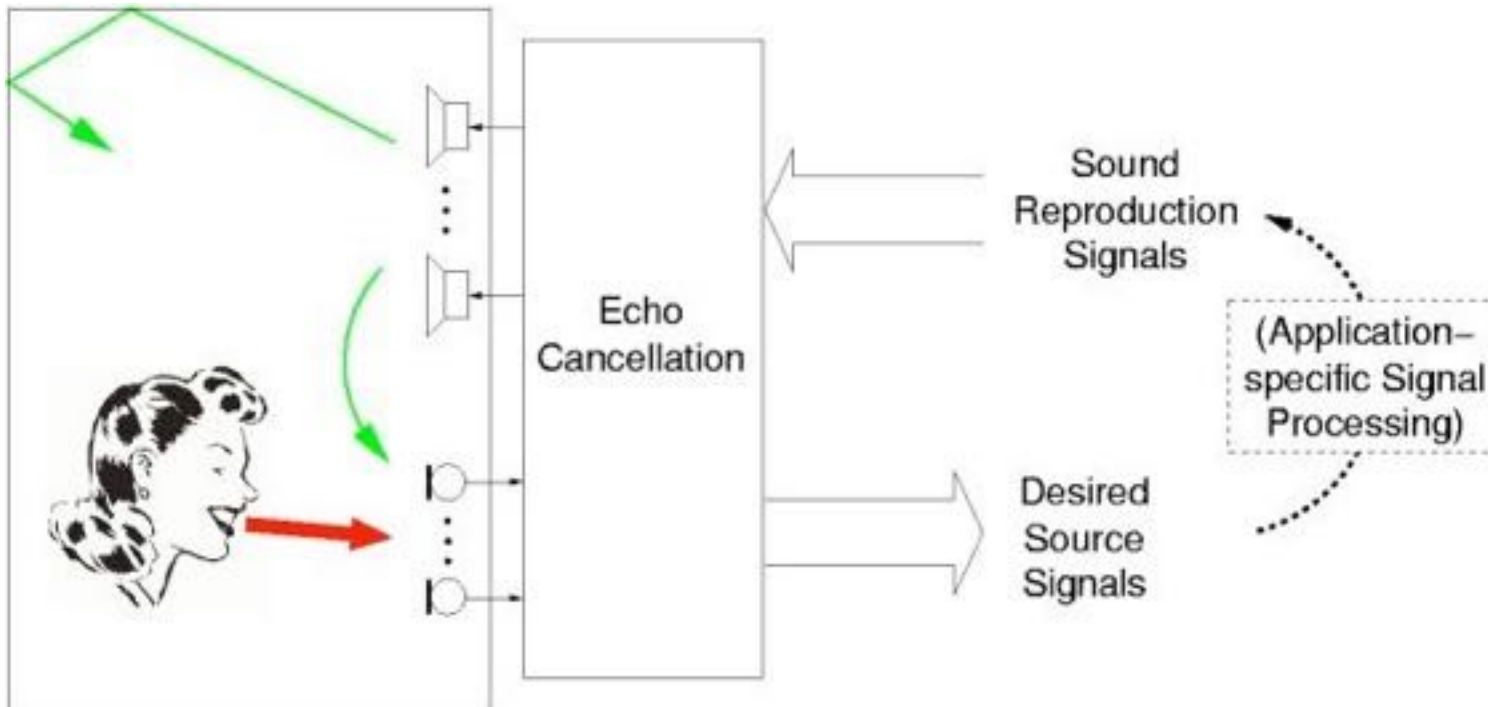 Echo
Cancellation
Sound
Reproduction
Signals
(Application–
specific Signal
Processing)
Desired
Source
Signals